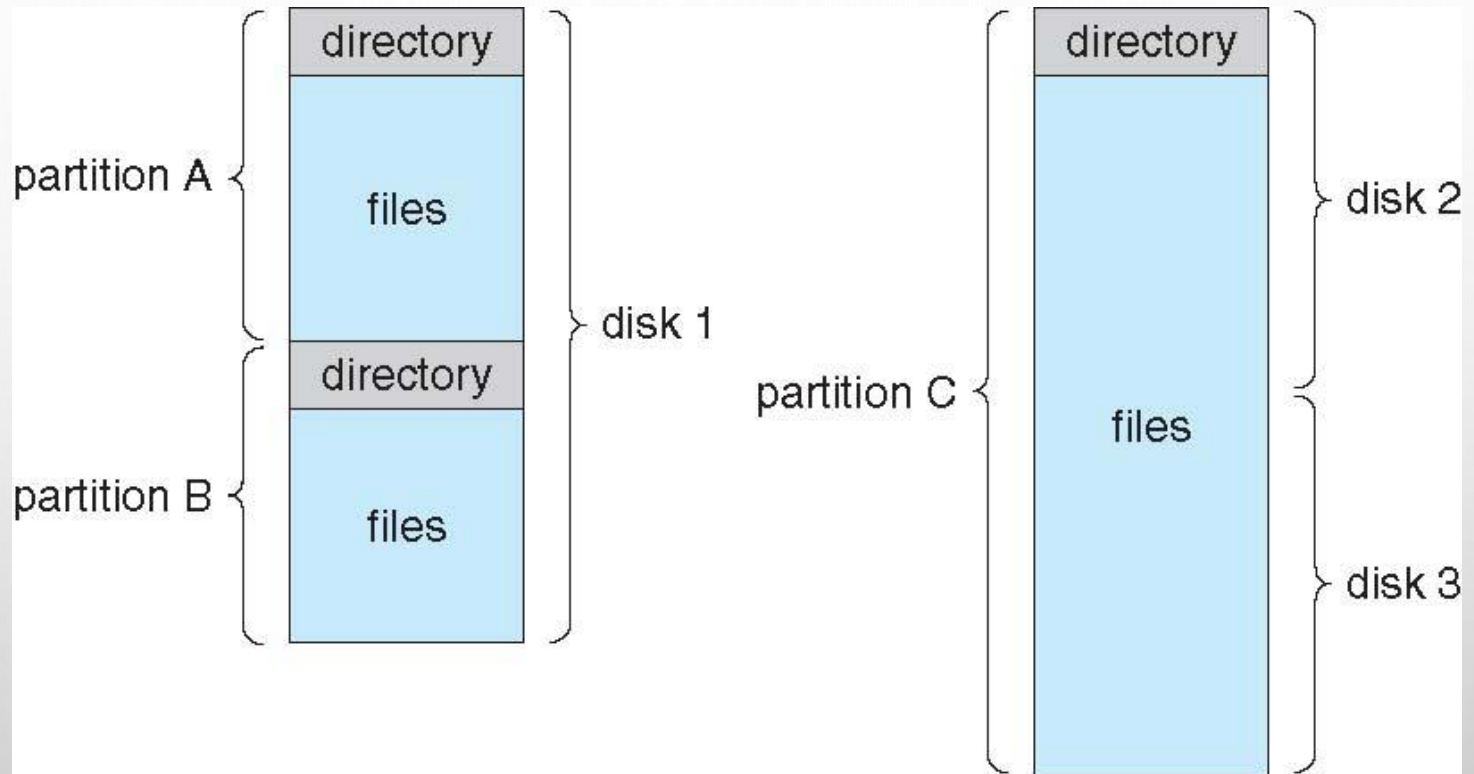 directory
partition A
files
disk 1
directory
partition B
files
directory
disk 2
partition C
files
disk 3